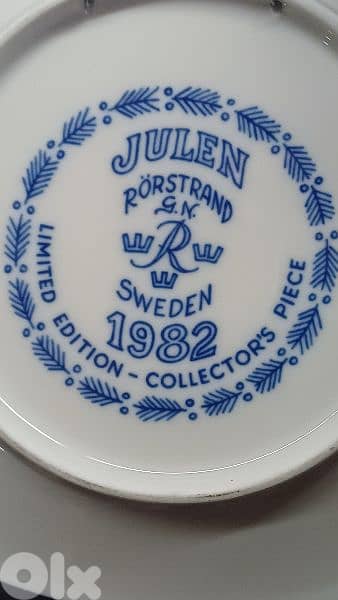 JULEN
RÖRSTRAND
G.N.
R
SWEDEN
1982
LIMITED EDITION - COLLECTOR'S PIECE
OlX